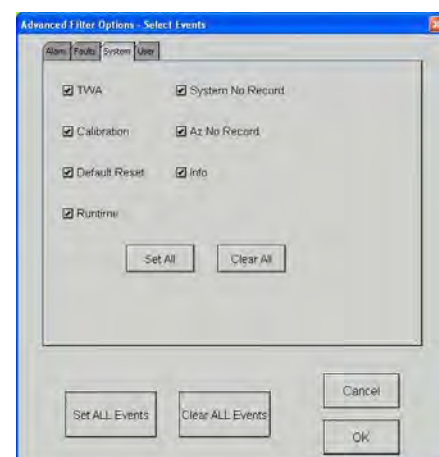 Advanced Filter Options - Select Events
Alarm Faults System User
TWA System No Record
Calibration Az No Record
Default Reset Info
Runtime
Set All Clear All
Cancel
Set ALL Events Clear ALL Events
OK